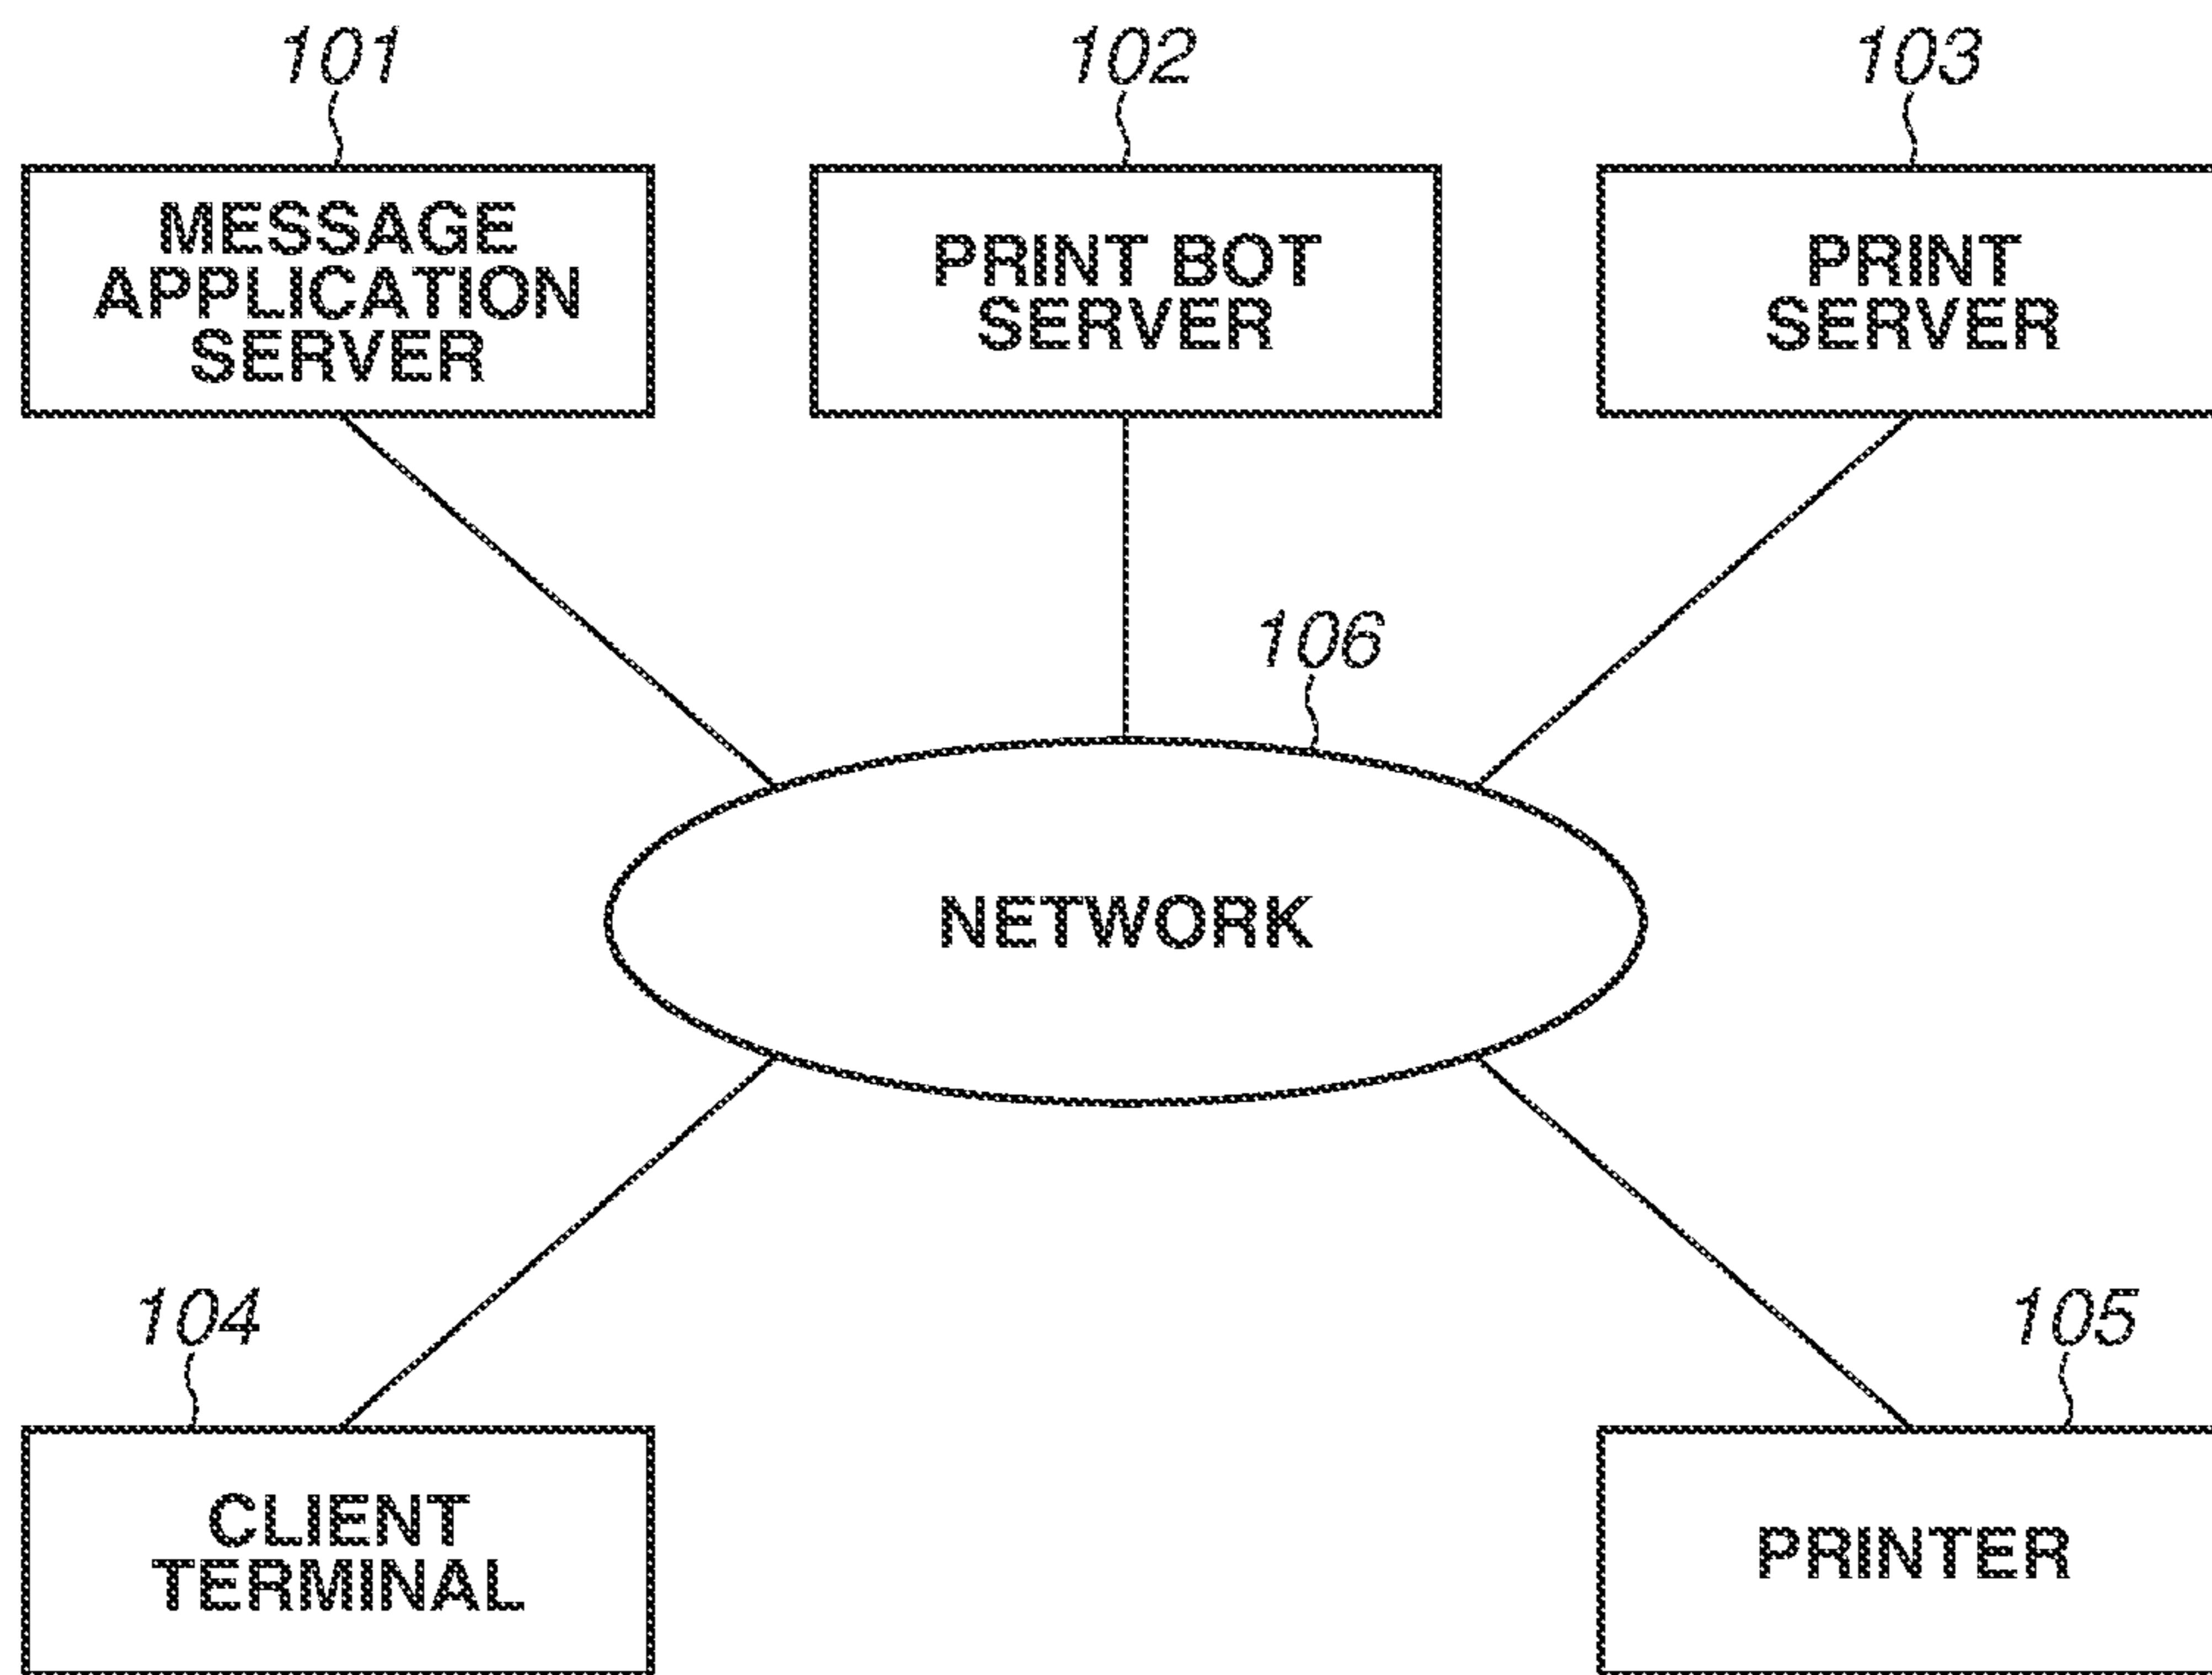 101
102
103
MESSAGE
APPLICATION
SERVER
PRINT BOT
SERVER
PRINT
SERVER
106
NETWORK
104
105
CLIENT
TERMINAL
PRINTER